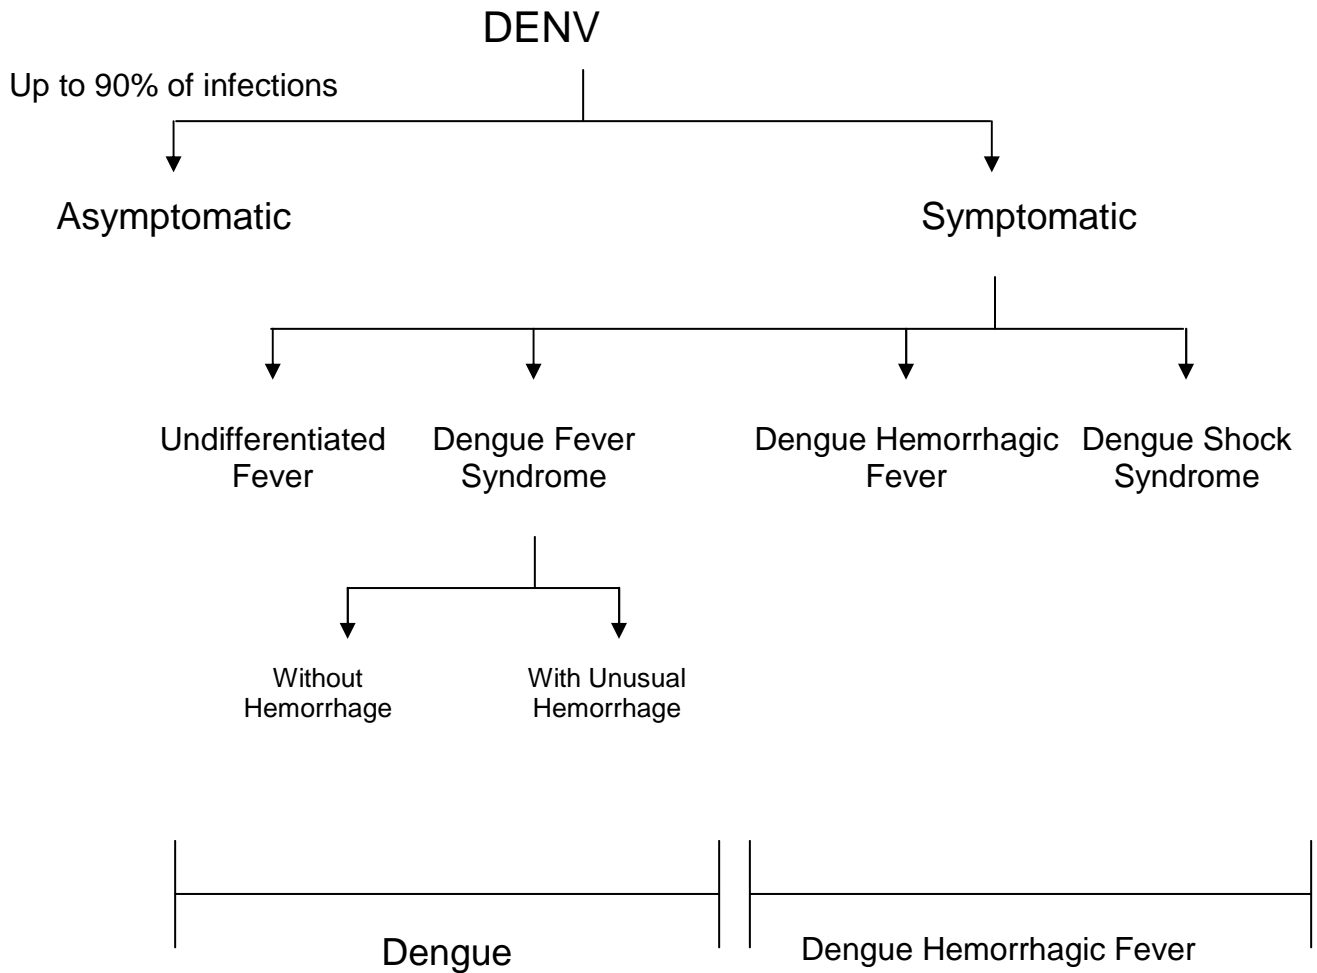 DENV
Up to 90% of infections
Asymptomatic
Symptomatic
Undifferentiated
Fever
Dengue Fever
Syndrome
Dengue Hemorrhagic
Fever
Dengue Shock
Syndrome
Without
Hemorrhage
With Unusual
Hemorrhage
Dengue
Dengue Hemorrhagic Fever